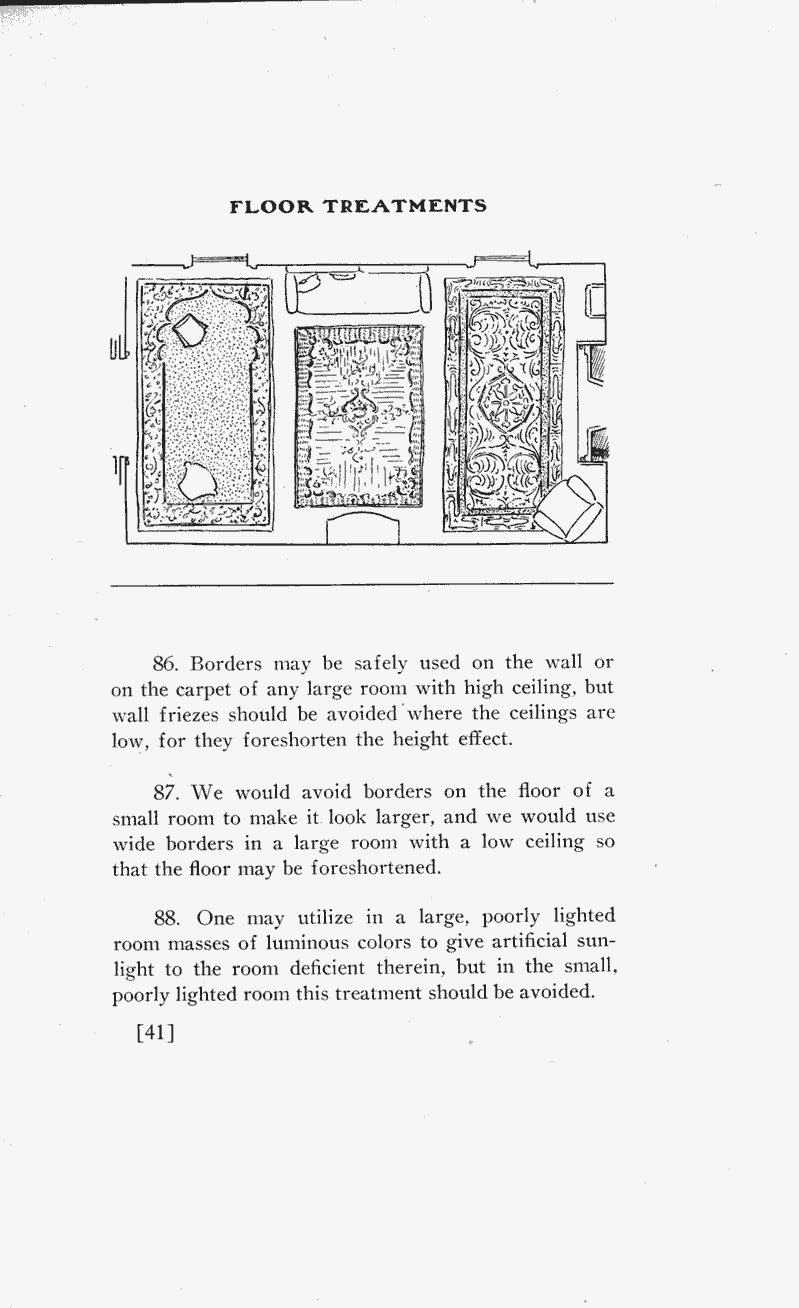 FLOOR TREATMENTS
86. Borders may be safely used on the wall or
on the carpet of any large room with high ceiling, but
wall friezes should be avoided where the ceilings are
low, for they foreshorten the height effect.
87. We would avoid borders on the floor of a
small room to make it look larger, and we would use
wide borders in a large room with a low ceiling so
that the floor may be foreshortened.
88. One may utilize in a large, poorly lighted
room masses of luminous colors to give artificial sun-
light to the room deficient therein, but in the small,
poorly lighted room this treatment should be avoided.
[41]